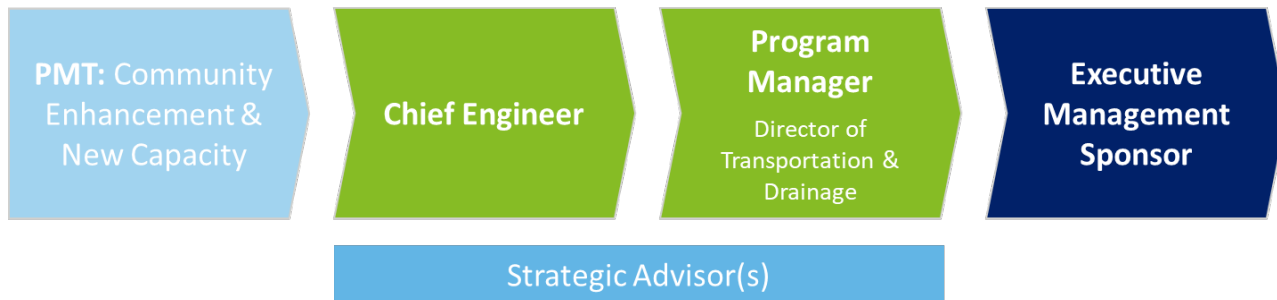 PMT: Community
Enhancement &
New Capacity
Chief Engineer
Program
Manager
Director of
Transportation &
Drainage
Executive
Management
Sponsor
Strategic Advisor(s)